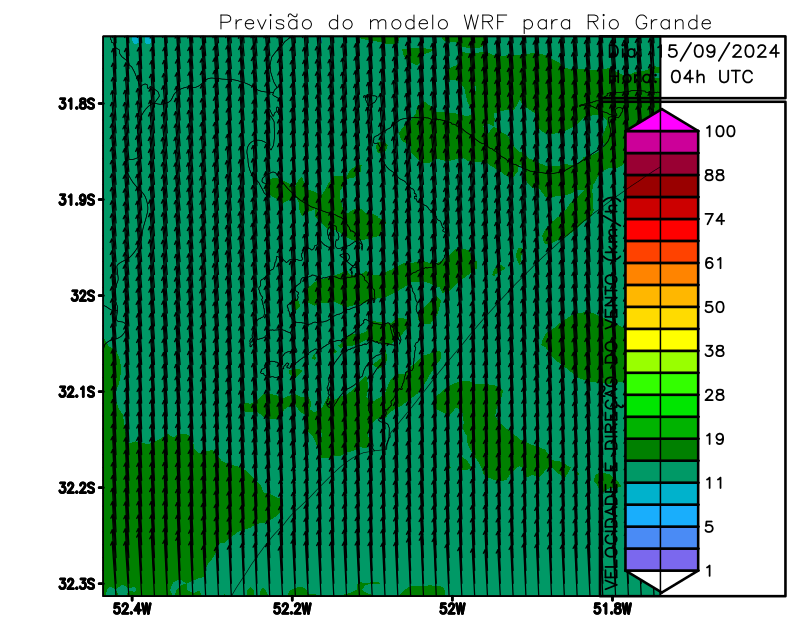 Previsão do modelo WRF para Rio Grande
Dia: 15/09/2024
Hora: 04h UTC
31.8S
31.9S
32S
32.1S
32.2S
32.3S
52.4W
52.2W
52W
51.8W
VELOCIDADE E DIREÇÃO DO VENTO (km/h)
100
88
74
61
50
38
28
19
11
5
1